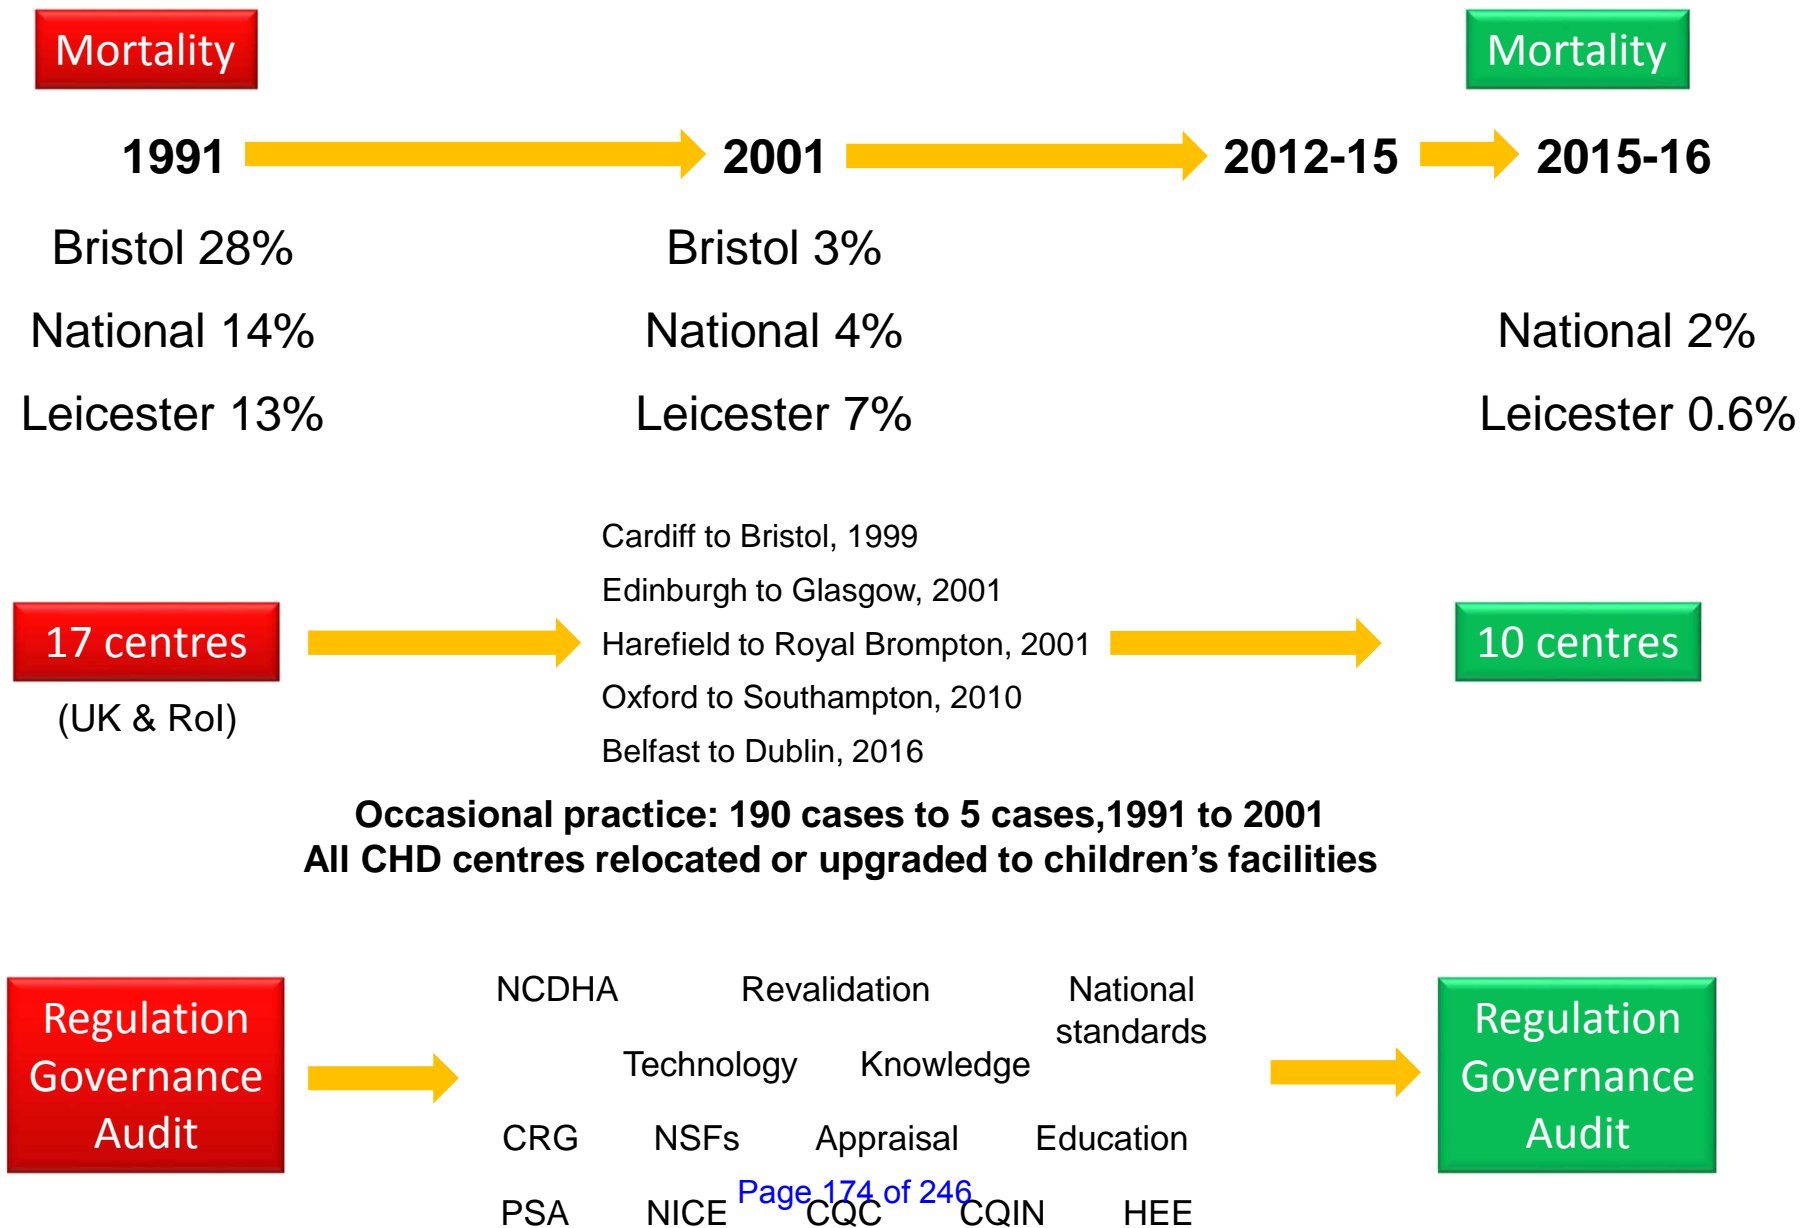 Mortality
Mortality
1991
2001
2012-15
2015-16
Bristol 28%
Bristol 3%
National 14%
National 4%
National 2%
Leicester 13%
Leicester 7%
Leicester 0.6%
17 centres
(UK & RoI)
Cardiff to Bristol, 1999
Edinburgh to Glasgow, 2001
Harefield to Royal Brompton, 2001
Oxford to Southampton, 2010
Belfast to Dublin, 2016
10 centres
Occasional practice: 190 cases to 5 cases,1991 to 2001
All CHD centres relocated or upgraded to children’s facilities
Regulation
Governance
Audit
NCDHA
Revalidation
National
standards
Technology
Knowledge
CRG
NSFs
Appraisal
Education
PSA
NICE
CQC
CQIN
HEE
Regulation
Governance
Audit
Page 174 of 246